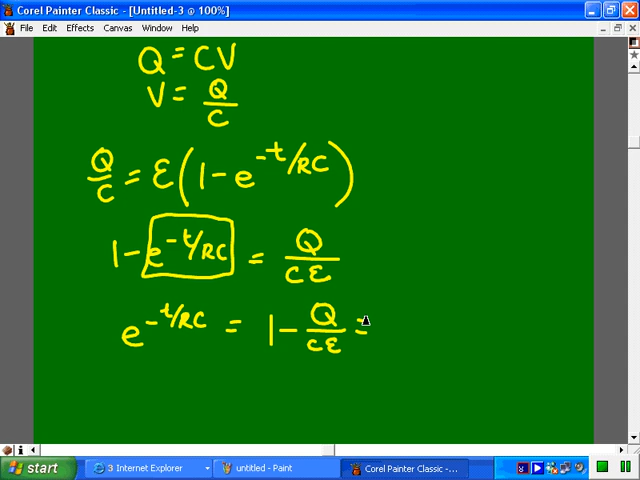 Corel Painter Classic - [Untitled-3 @ 100%]
File Edit Effects Canvas Window Help
Q = CV
V = Q/C
Q/C = ε(1 - e^-t/RC)
1 - e^-t/RC = Q/Cε
e^-t/RC = 1 - Q/Cε =
start 3 Internet Explorer untitled - Paint Corel Painter Classic -...